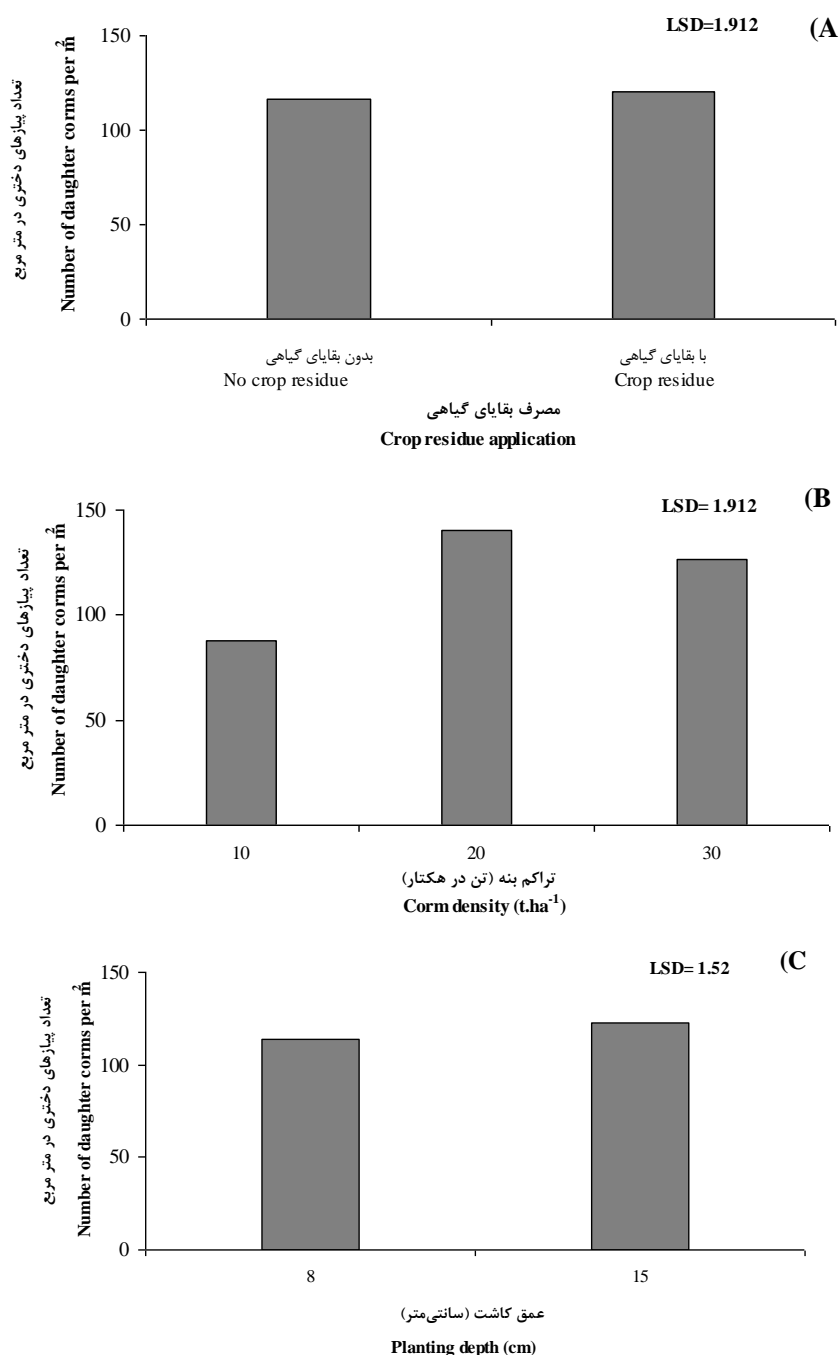 LSD=1.912
(A
تعداد پیازهای دختری در متر مربع
Number of daughter corms per m2
150
100
50
0
بدون بقایای گیاهی
No crop residue
با بقایای گیاهی
Crop residue
مصرف بقایای گیاهی
Crop residue application
LSD= 1.912
(B
تعداد پیازهای دختری در متر مربع
Number of daughter corms per m2
150
100
50
0
10
20
30
تراکم بنه (تن در هکتار)
Corm density (t.ha-1)
LSD= 1.52
(C
تعداد پیازهای دختری در متر مربع
Number of daughter corms per m2
150
100
50
0
8
15
عمق کاشت (سانتی‌متر)
Planting depth (cm)